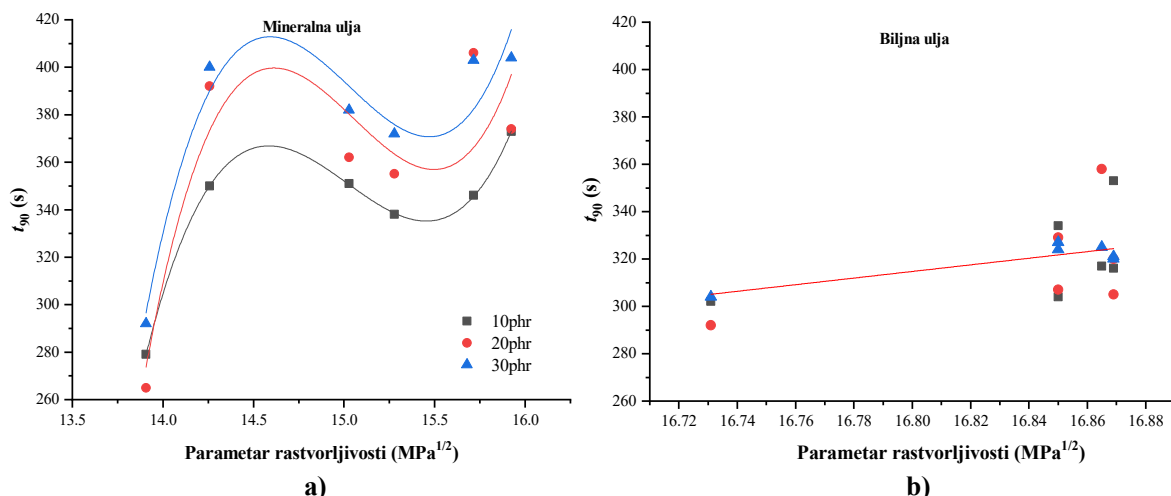 Mineralna ulja
420
400
380
360
340
320
300
280
260
t90 (s)
10phr
20phr
30phr
13.5 14.0 14.5 15.0 15.5 16.0
Parametar rastvorljivosti (MPa1/2)
a)
Biljna ulja
420
400
380
360
340
320
300
280
260
t90 (s)
16.72 16.74 16.76 16.78 16.80 16.82 16.84 16.86 16.88
Parametar rastvorljivosti (MPa1/2)
b)